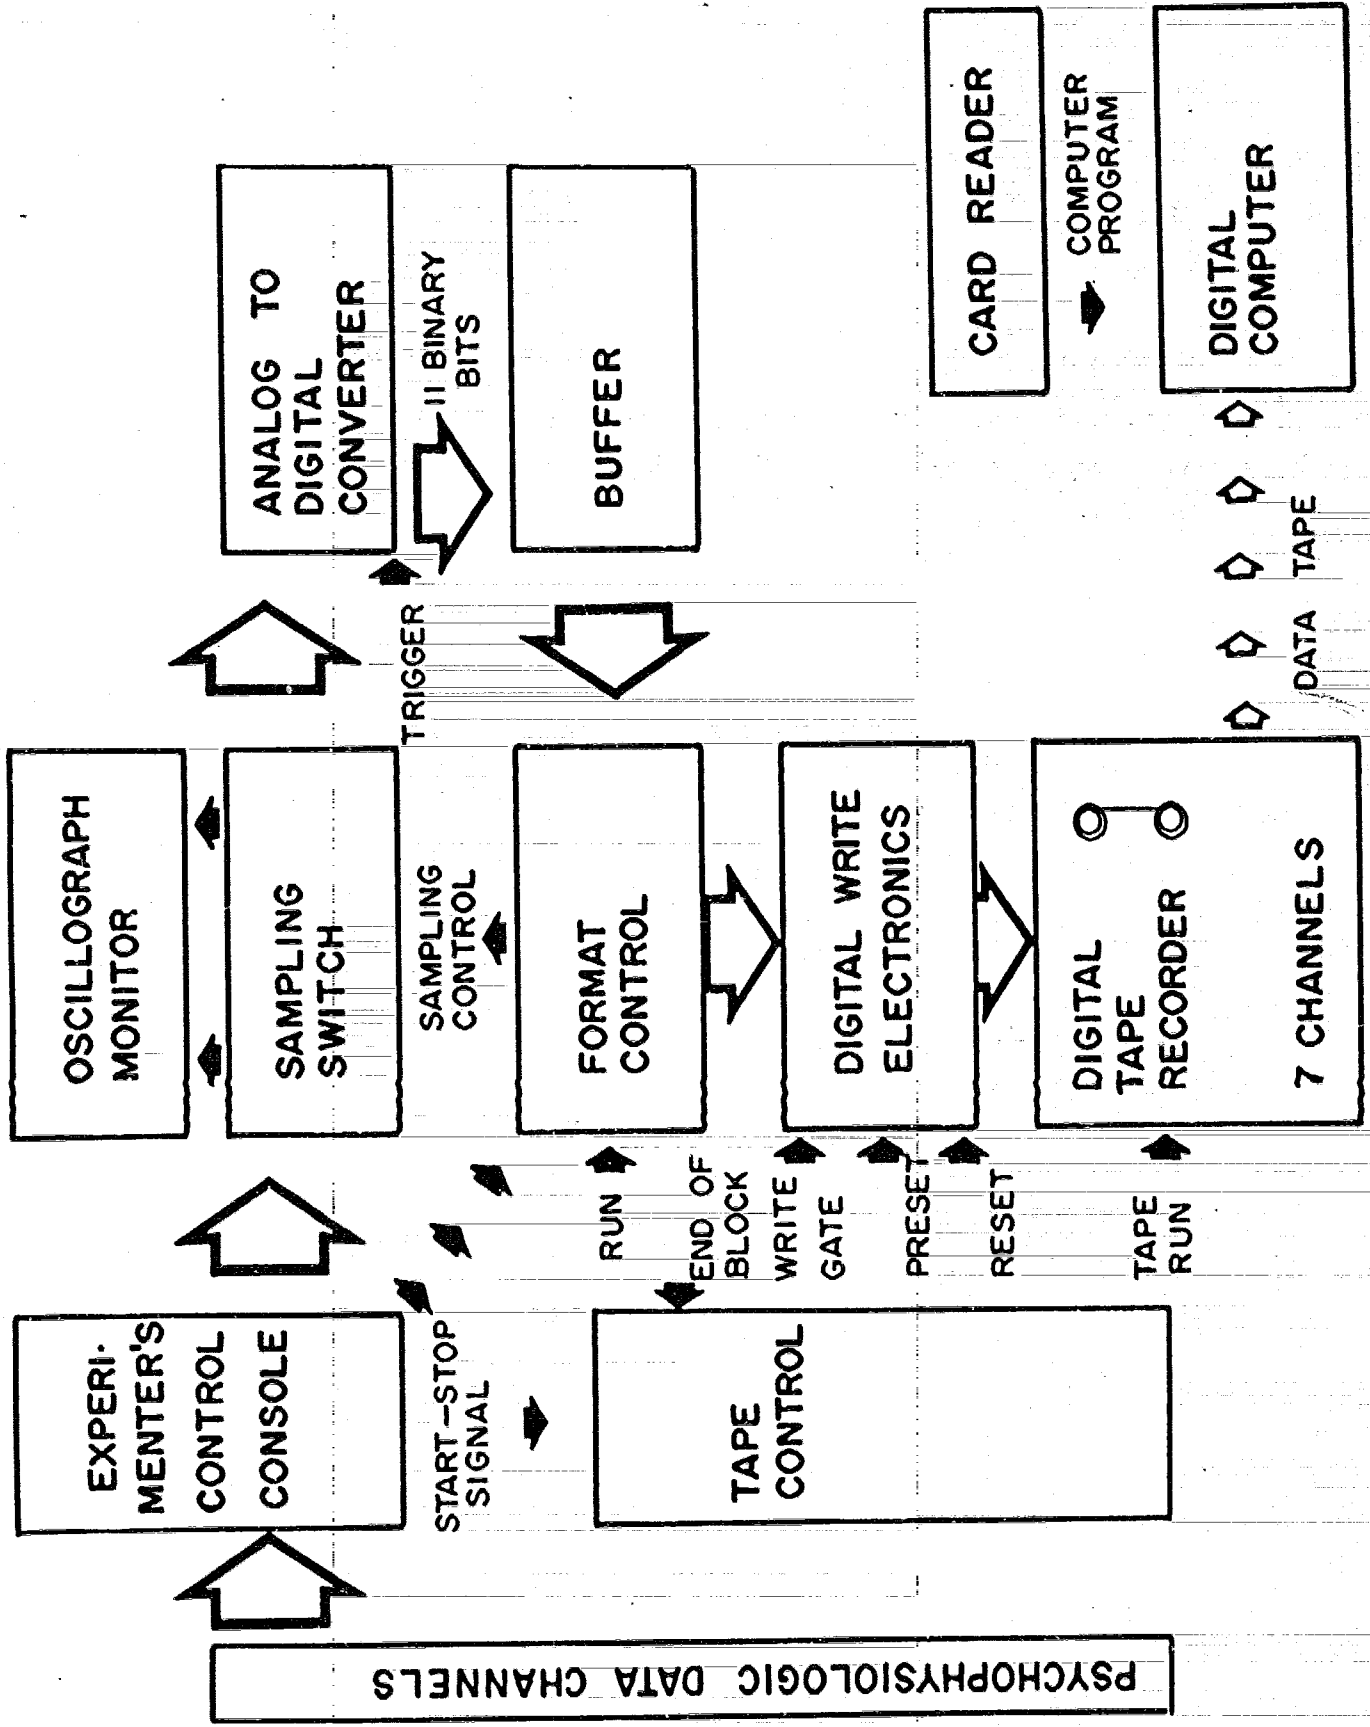 PSYCHOPHYSIOLOGIC DATA CHANNELS
EXPERI-
MENTER'S
CONTROL
CONSOLE
START-STOP
SIGNAL
TAPE
CONTROL
OSCILLOGRAPH
MONITOR
SAMPLING
SWITCH
SAMPLING
CONTROL
FORMAT
CONTROL
RUN
END OF
BLOCK
WRITE
GATE
PRESET
RESET
TAPE
RUN
DIGITAL WRITE
ELECTRONICS
DIGITAL
TAPE
RECORDER
7 CHANNELS
TRIGGER
ANALOG TO
DIGITAL
CONVERTER
11 BINARY
BITS
BUFFER
DATA TAPE
CARD READER
COMPUTER
PROGRAM
DIGITAL
COMPUTER